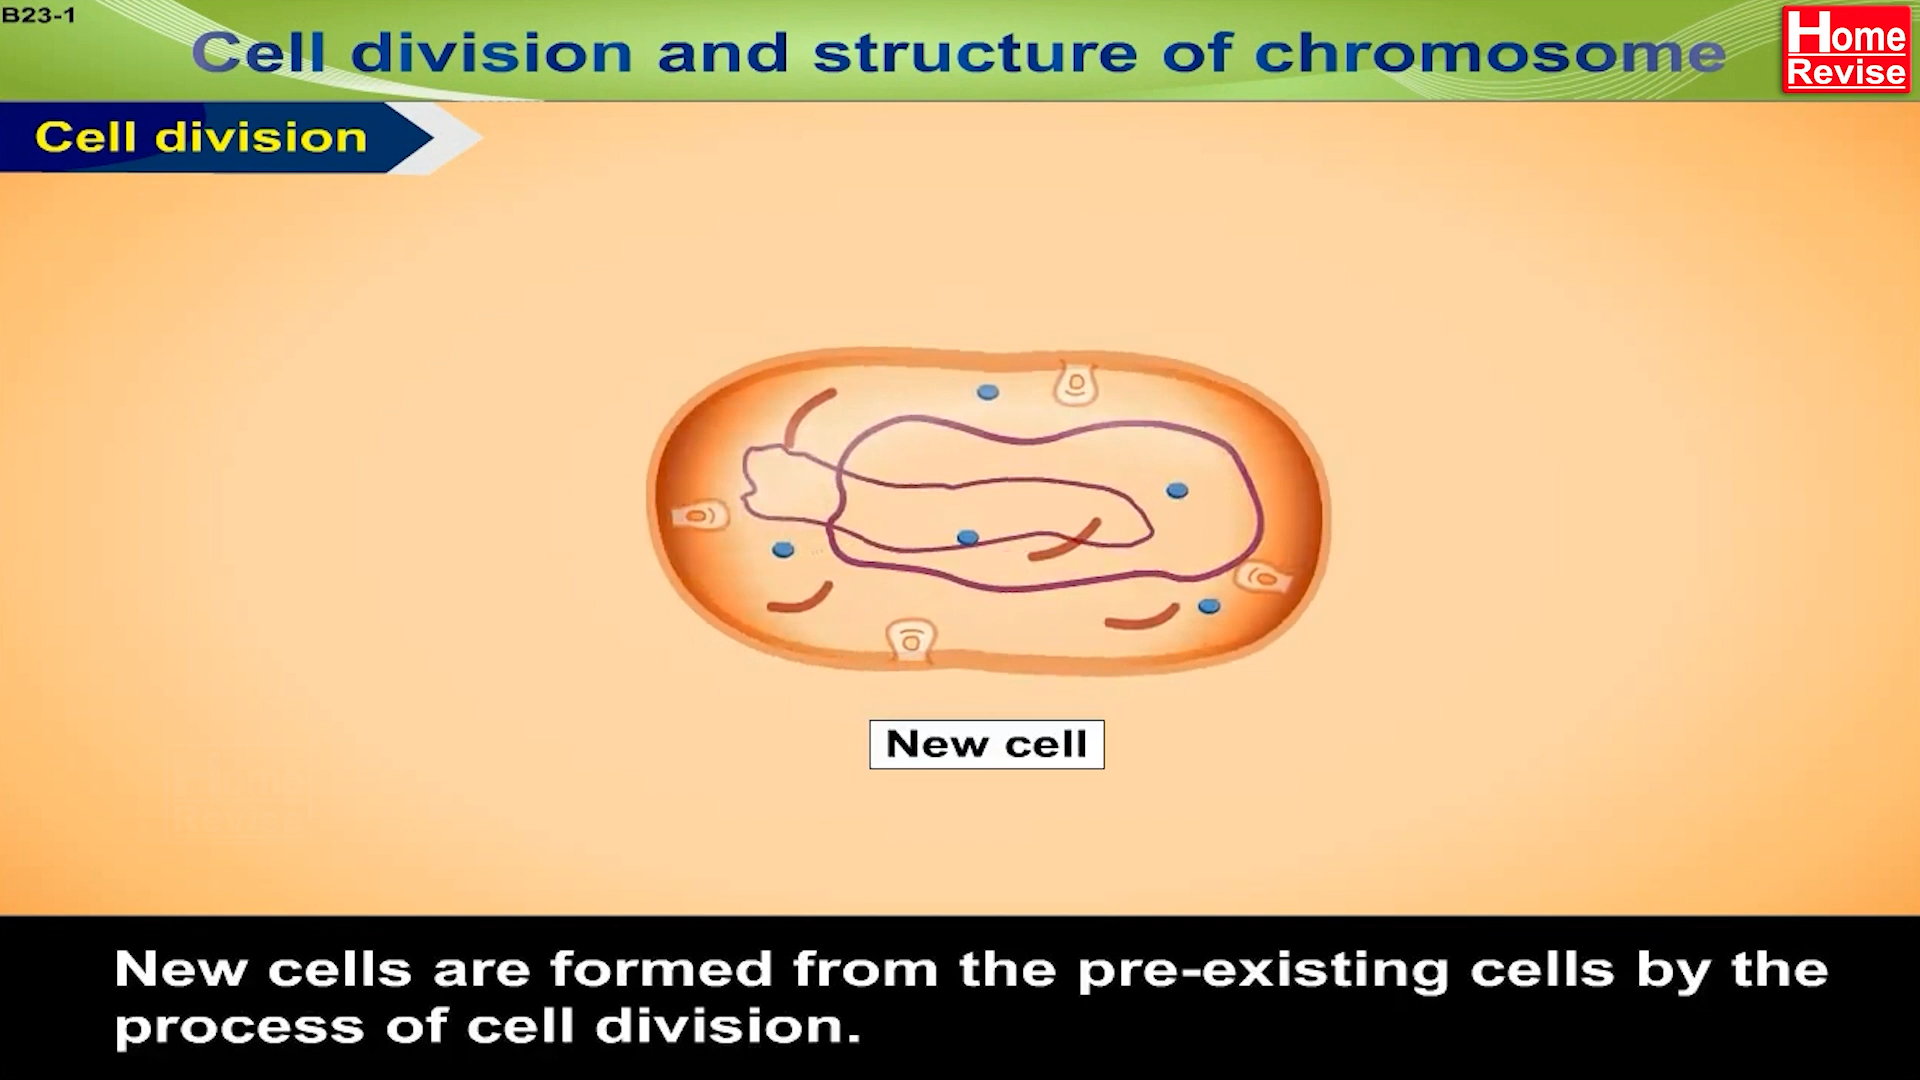 B23-1
Cell division and structure of chromosome
Home
Revise
Cell division
New cell
New cells are formed from the pre-existing cells by the
process of cell division.